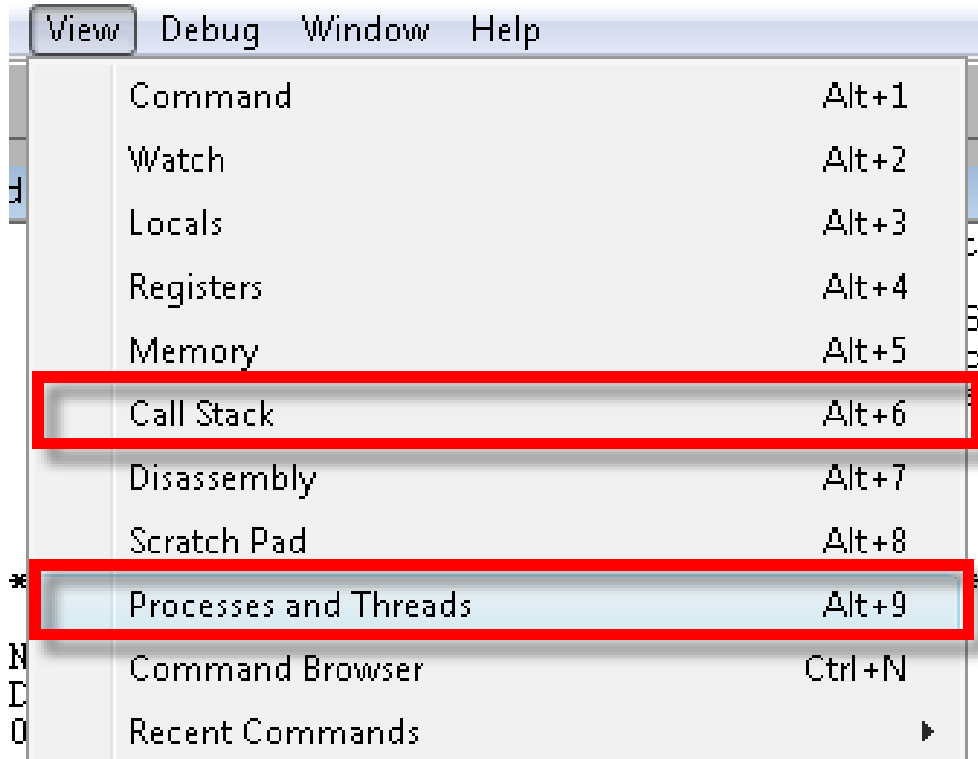 View Debug Window Help
Command Alt+1
Watch Alt+2
Locals Alt+3
Registers Alt+4
Memory Alt+5
Call Stack Alt+6
Disassembly Alt+7
Scratch Pad Alt+8
Processes and Threads Alt+9
Command Browser Ctrl+N
Recent Commands